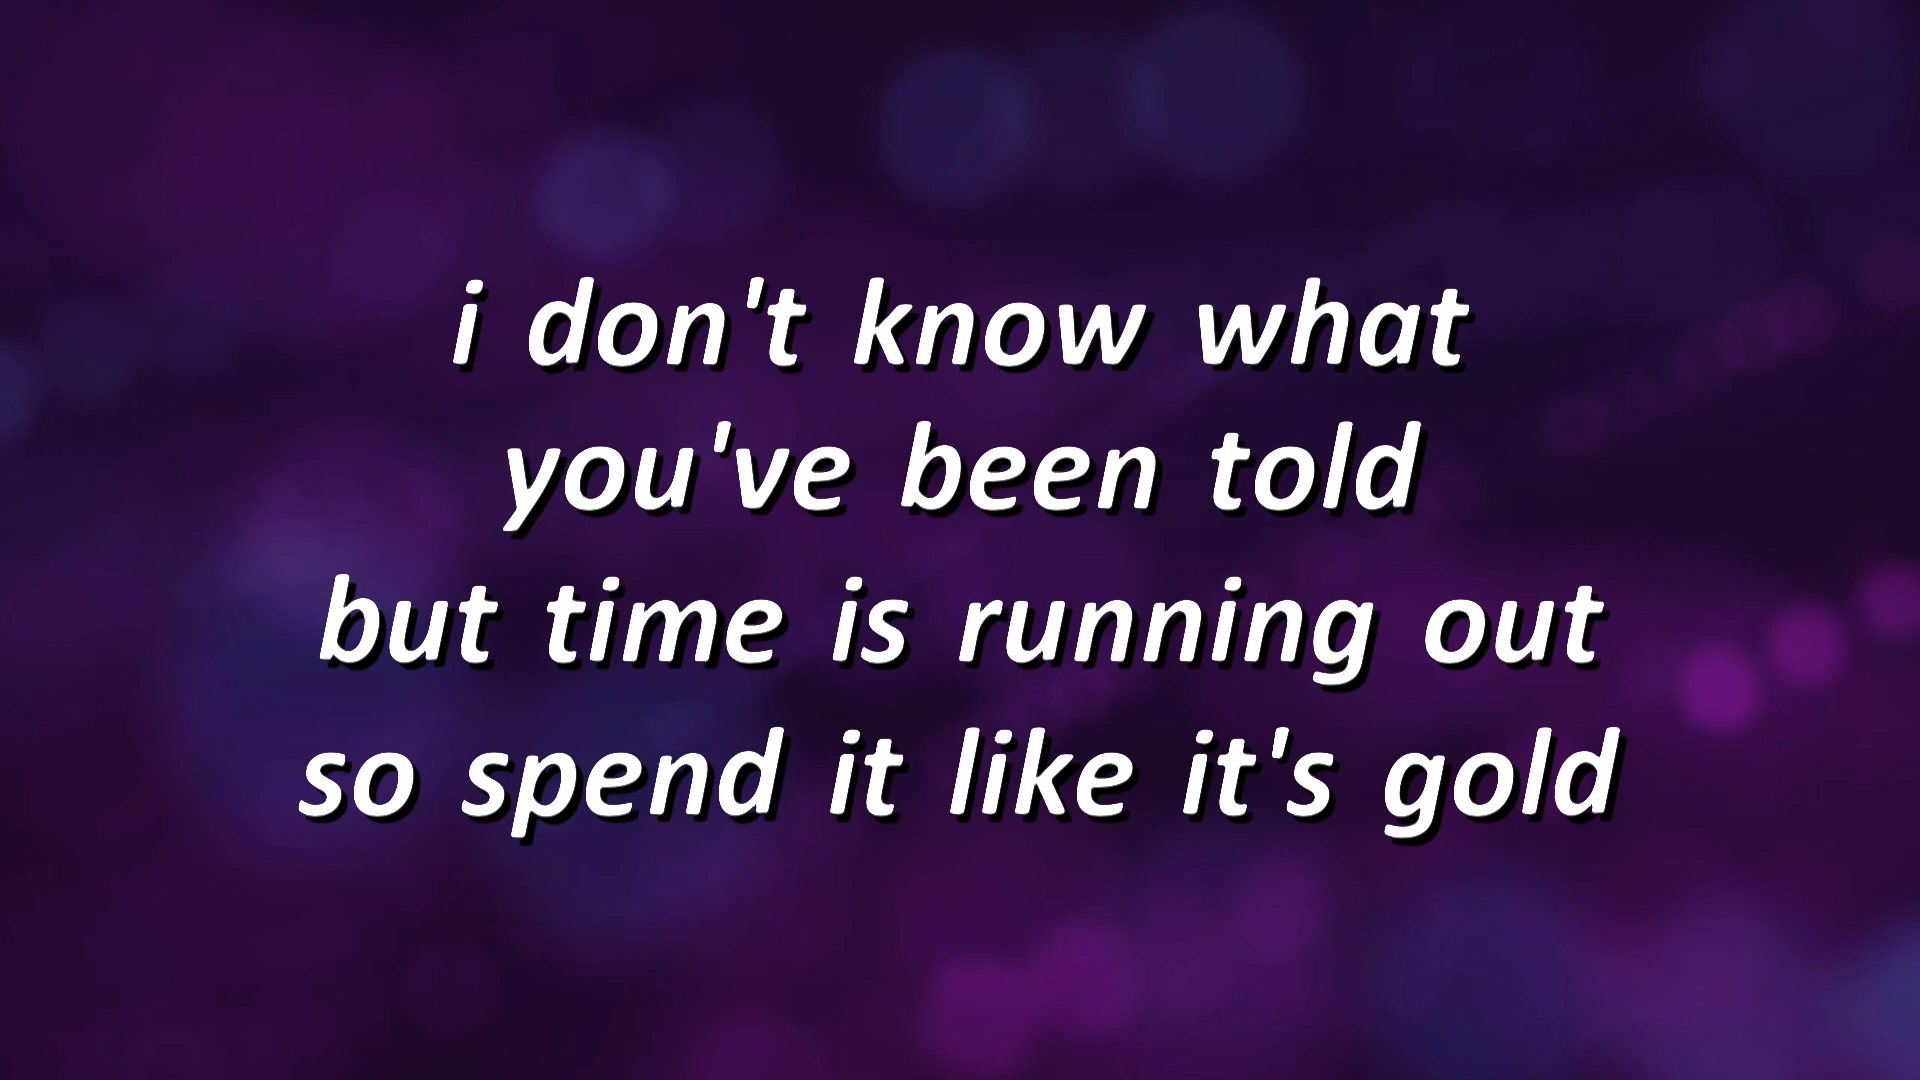 i don't know what
you've been told
but time is running out
so spend it like it's gold